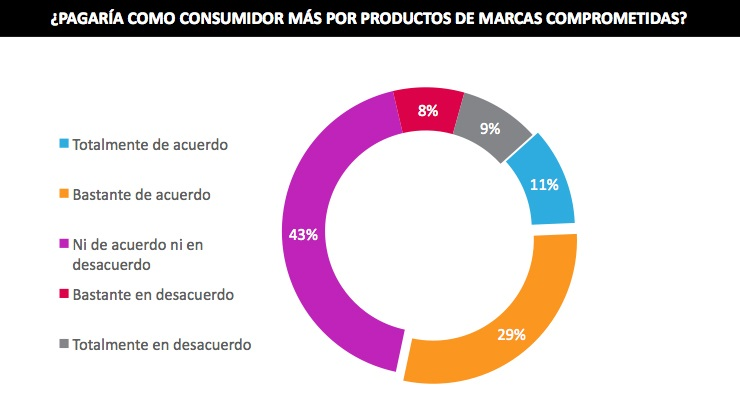 ¿PAGARÍA COMO CONSUMIDOR MÁS POR PRODUCTOS DE MARCAS COMPROMETIDAS?
Totalmente de acuerdo
Bastante de acuerdo
Ni de acuerdo ni en
desacuerdo
Bastante en desacuerdo
Totalmente en desacuerdo
8%
9%
11%
43%
29%